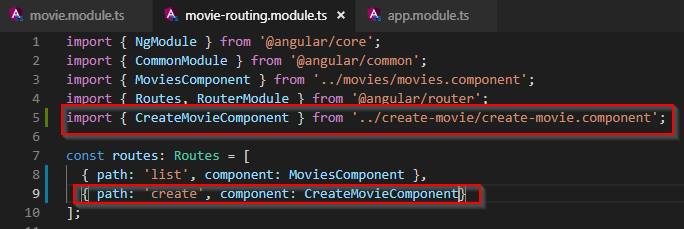 movie.module.ts movie-routing.module.ts × app.module.ts
1 import { NgModule } from '@angular/core';
2 import { CommonModule } from '@angular/common';
3 import { MoviesComponent } from '../movies/movies.component';
4 import { Routes, RouterModule } from '@angular/router';
5 import { CreateMovieComponent } from '../create-movie/create-movie.component';
6
7 const routes: Routes = [
8 { path: 'list', component: MoviesComponent },
9 { path: 'create', component: CreateMovieComponent}
10 ];